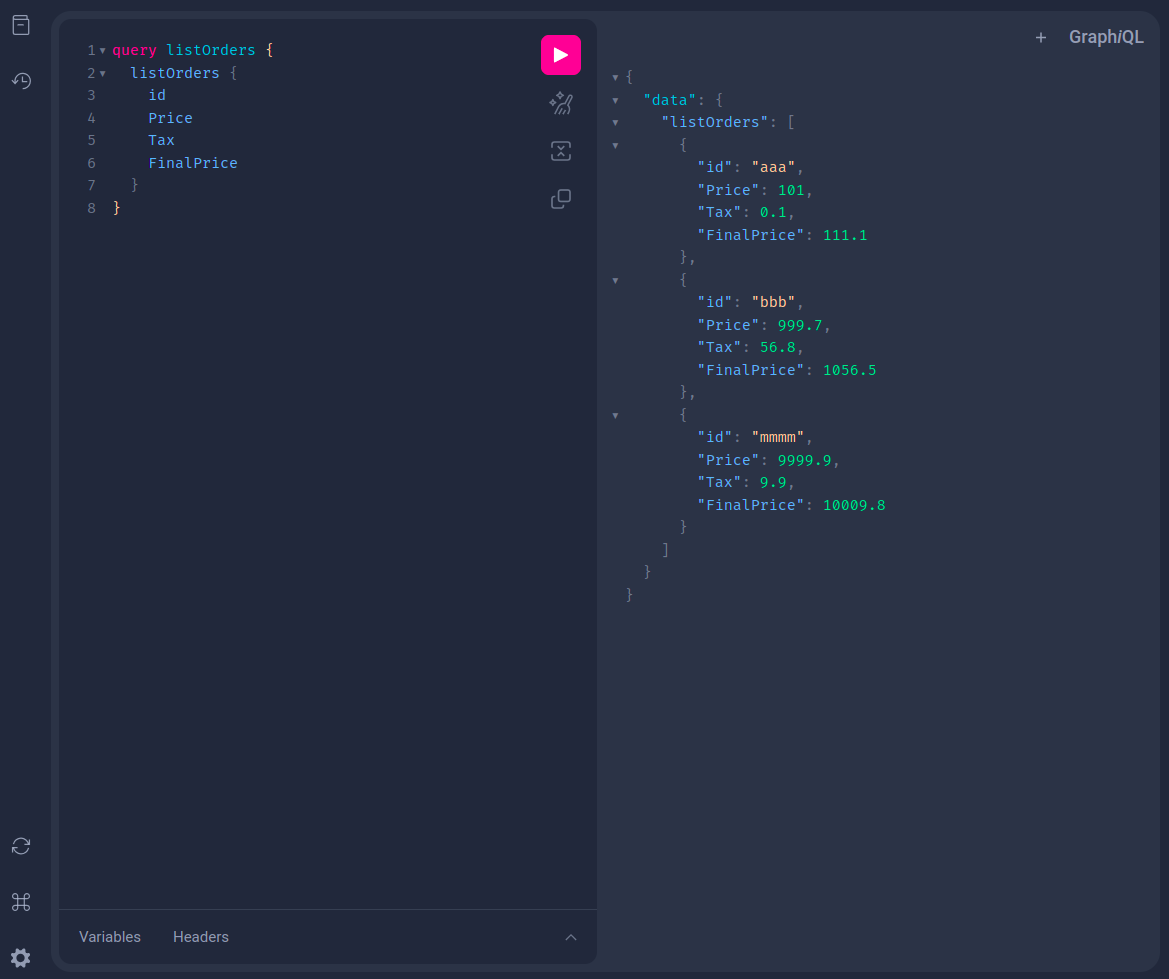 1 query listOrders {
2 listOrders {
3 id
4 Price
5 Tax
6 FinalPrice
7 }
8 }
Variables Headers
+ GraphiQL
{
"data": {
"listOrders": [
{
"id": "aaa",
"Price": 101,
"Tax": 0.1,
"FinalPrice": 111.1
},
{
"id": "bbb",
"Price": 999.7,
"Tax": 56.8,
"FinalPrice": 1056.5
},
{
"id": "mmmm",
"Price": 9999.9,
"Tax": 9.9,
"FinalPrice": 10009.8
}
]
}
}